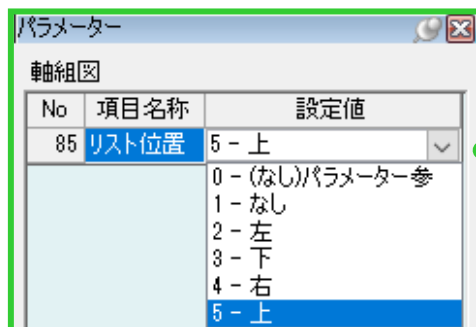 パラメーター
軸組図
No 項目名称 設定値
85 リスト位置 5 - 上
0 - (なし)パラメーター参
1 - なし
2 - 左
3 - 下
4 - 右
5 - 上